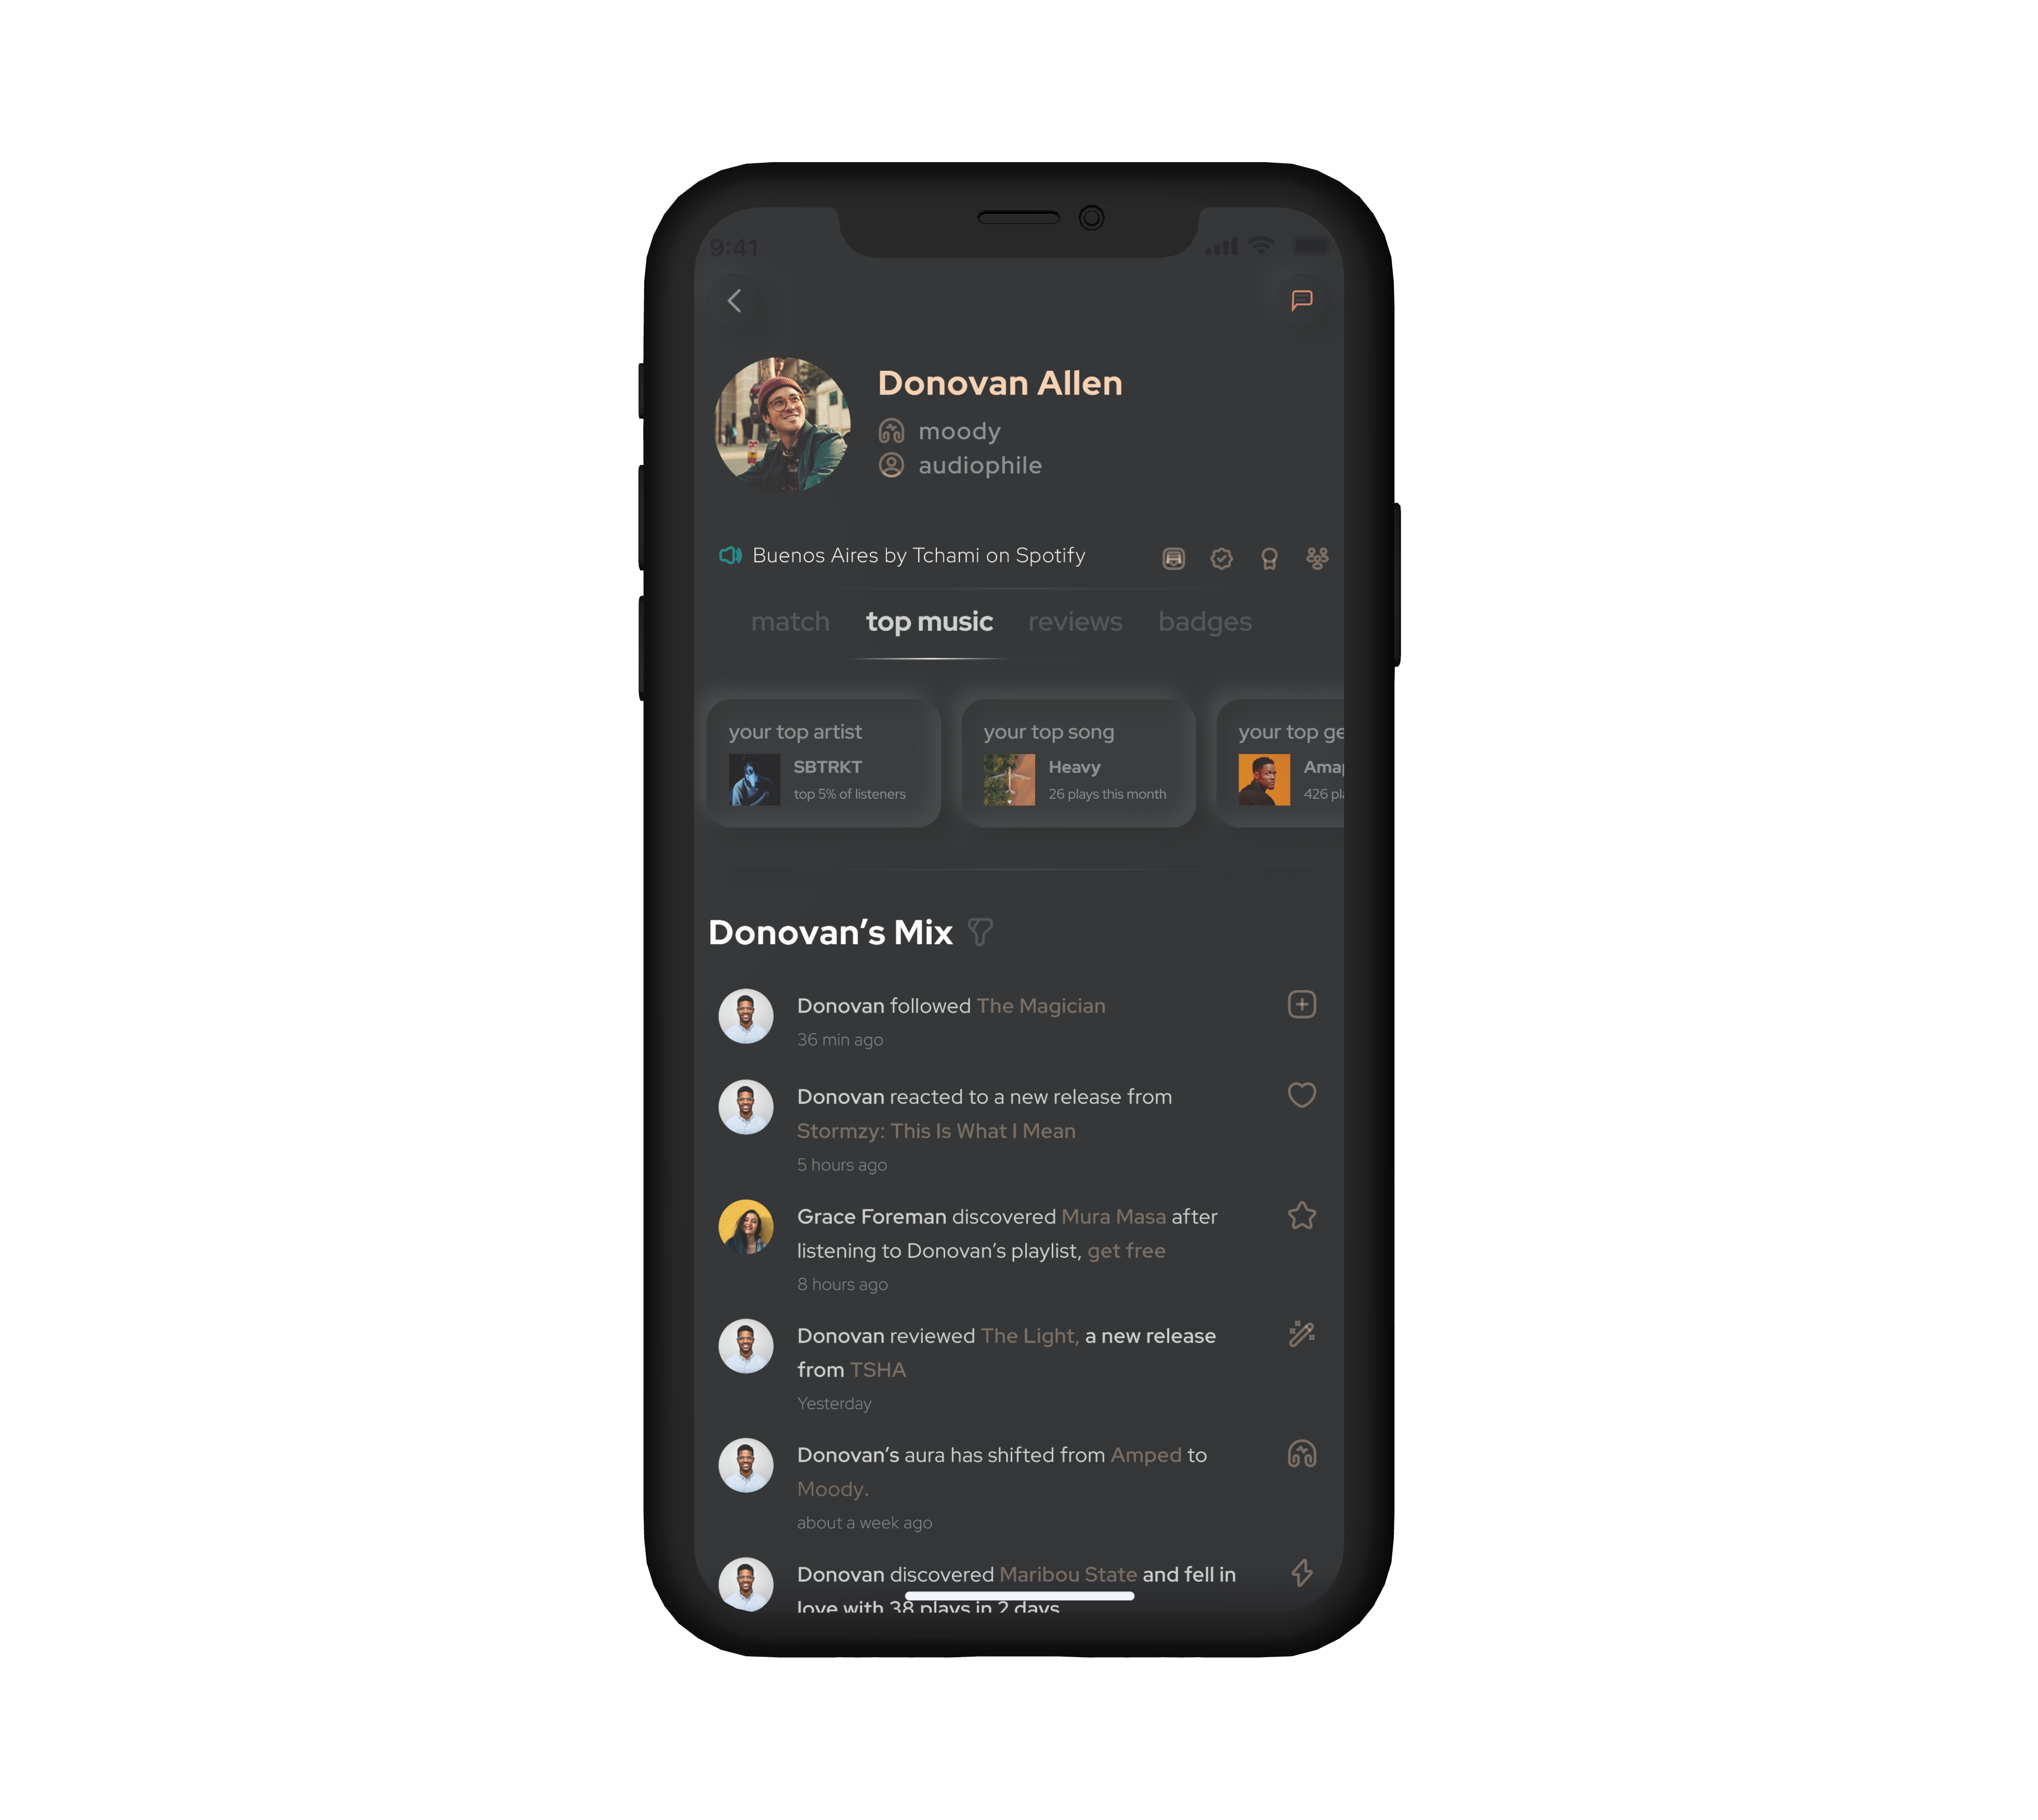 9:41
Donovan Allen
moody
audiophile
Buenos Aires by Tchami on Spotify
match top music reviews badges
your top artist
SBTRKT
top 5% of listeners
your top song
Heavy
26 plays this month
your top ge
Ama
426 pl
Donovan’s Mix
Donovan followed The Magician
36 min ago
Donovan reacted to a new release from
Stormzy: This Is What I Mean
5 hours ago
Grace Foreman discovered Mura Masa after
listening to Donovan’s playlist, get free
8 hours ago
Donovan reviewed The Light, a new release
from TSHA
Yesterday
Donovan’s aura has shifted from Amped to
Moody.
about a week ago
Donovan discovered Maribou State and fell in
love with 38 plays in 2 days